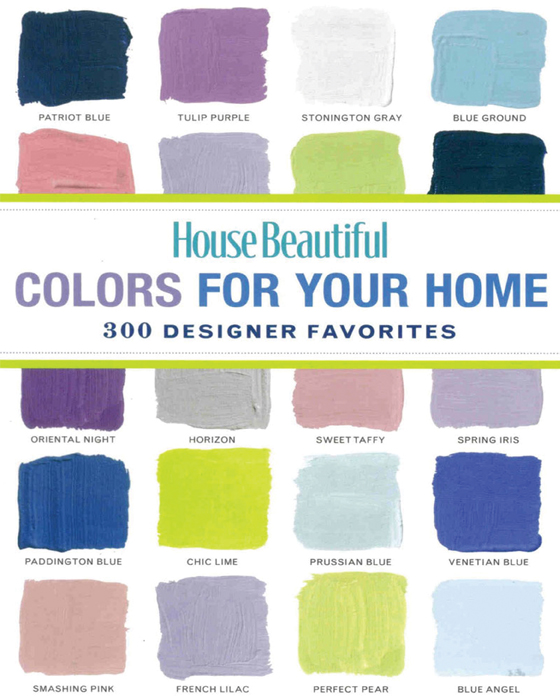 PATRIOT BLUE TULIP PURPLE STONINGTON GRAY BLUE GROUND
House Beautiful
COLORS FOR YOUR HOME
300 DESIGNER FAVORITES
ORIENTAL NIGHT HORIZON SWEET TAFFY SPRING IRIS
PADDINGTON BLUE CHIC LIME PRUSSIAN BLUE VENETIAN BLUE
SMASHING PINK FRENCH LILAC PERFECT PEAR BLUE ANGEL